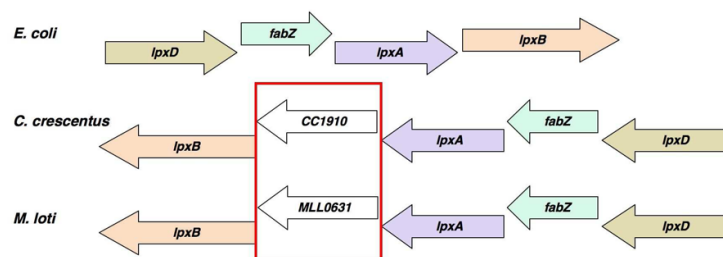 E. coli
lpxD
fabZ
lpxA
lpxB
C. crescentus
lpxB
CC1910
lpxA
fabZ
lpxD
M. loti
lpxB
MLL0631
lpxA
fabZ
lpxD